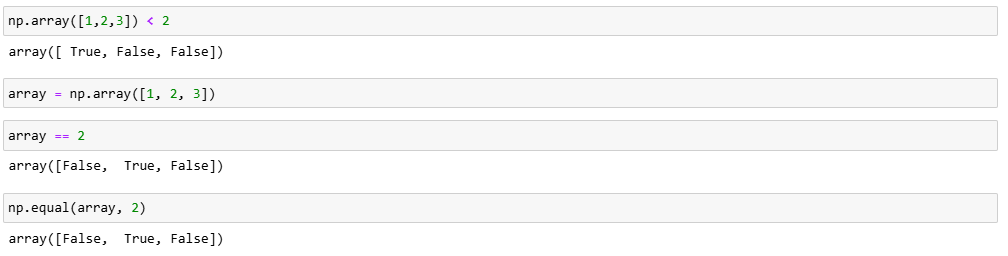 np.array([1,2,3]) < 2
array([ True, False, False])
array = np.array([1, 2, 3])
array == 2
array([False,  True, False])
np.equal(array, 2)
array([False,  True, False])